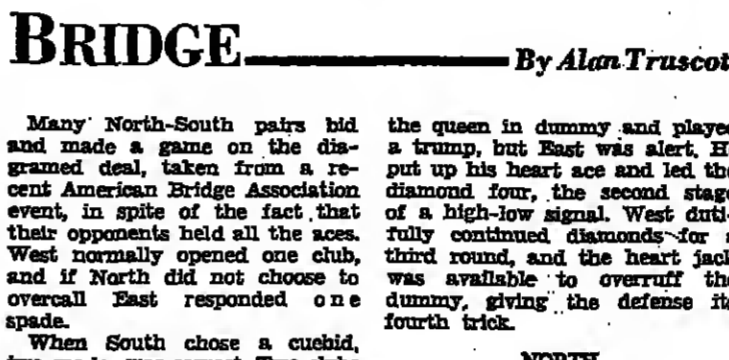 BRIDGE
By Alan Truscot
Many North-South pairs bid
and made a game on the dia-
gramed deal, taken from a re-
cent American Bridge Association
event, in spite of the fact that
their opponents held all the aces.
West normally opened one club,
and if North did not choose to
overcall East responded one
spade.
When South chose a cuebid,
the queen in dummy and playe
a trump, but East was alert. H
put up his heart ace and led th
diamond four, the second stag
of a high-low signal. West duti-
fully continued diamonds for
third round, and the heart jack
was available to overruff th
dummy, giving the defense it
fourth trick.
NORTH